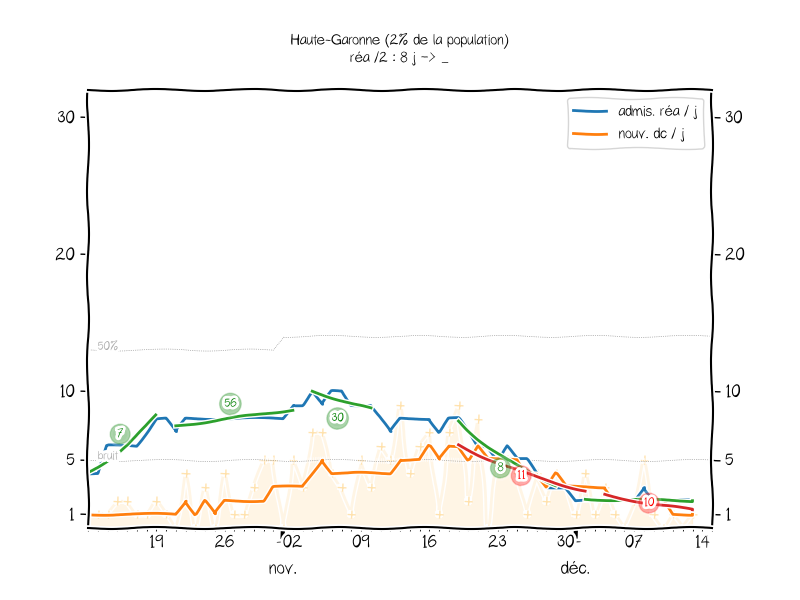 Haute-Garonne (2% de la population)
réa /2 : 8 j -> _
admis. réa / j
nouv. dc / j
30 30
20 20
50%
10 10
56
30
7
brut
5 5
8
11
10
1 1
19 26 -02 09 16 23 30- 07 14
nov. déc.